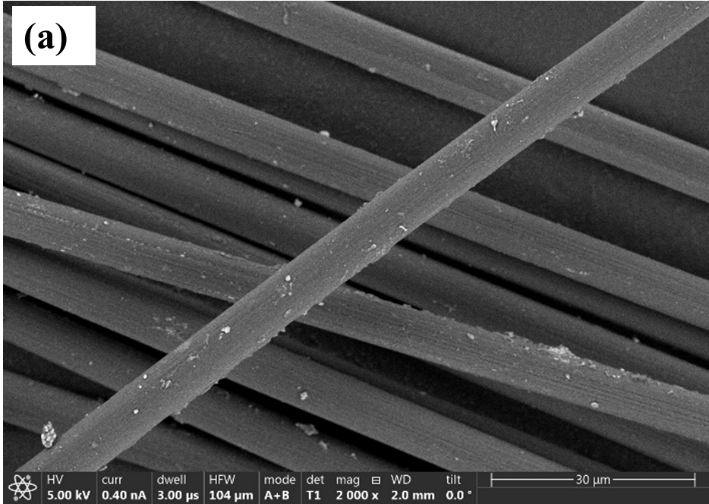 (a)
HV curr dwell HFW mode det mag WD tilt
5.00 kV 0.40 nA 3.00 µs 104 µm A+B T1 2 000 x 2.0 mm 0.0 °
30 µm